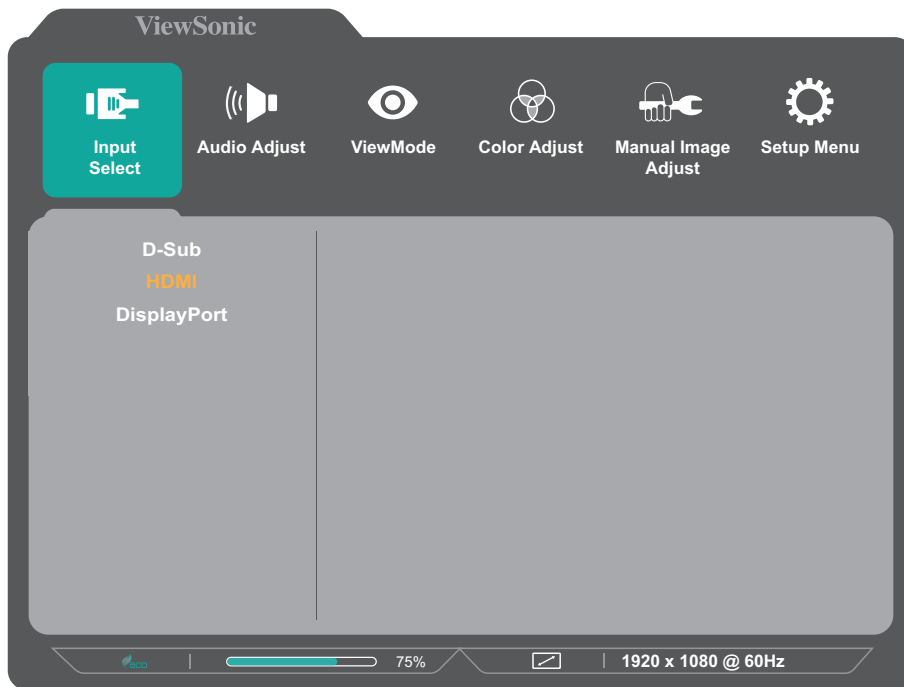 ViewSonic
Input
Select
Audio Adjust
ViewMode
Color Adjust
Manual Image
Adjust
Setup Menu
D-Sub
HDMI
DisplayPort
eco
75%
1920 x 1080 @ 60Hz